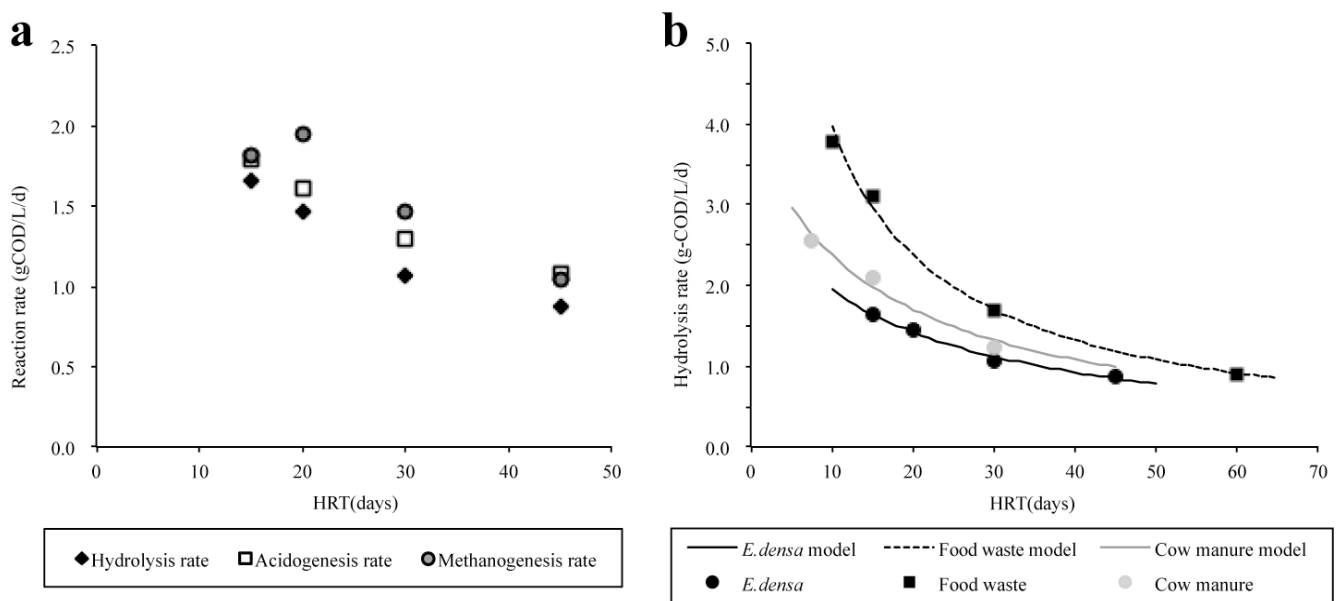 a
2.5
2.0
1.5
1.0
0.5
0.0
Reaction rate (gCOD/L/d)
0 10 20 30 40 50
HRT(days)
Hydrolysis rate Acidogenesis rate Methanogenesis rate
b
5.0
4.0
3.0
2.0
1.0
0.0
Hydrolysis rate (g-COD/L/d)
0 10 20 30 40 50 60 70
HRT(days)
E.densa model Food waste model Cow manure model
E.densa Food waste Cow manure